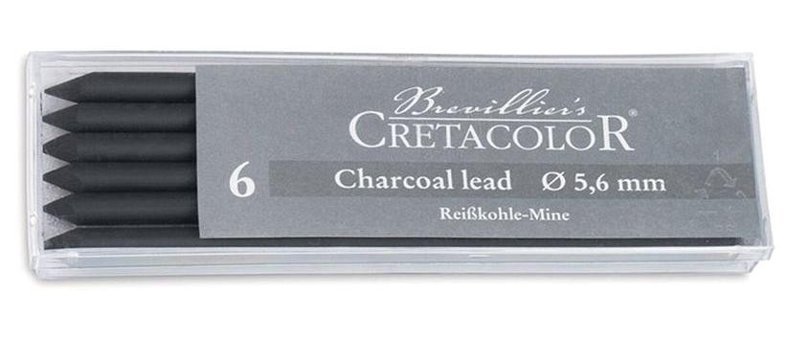 Brevillier's
CRETACOLOR®
6 Charcoal lead Ø 5,6 mm
Reißkohle-Mine